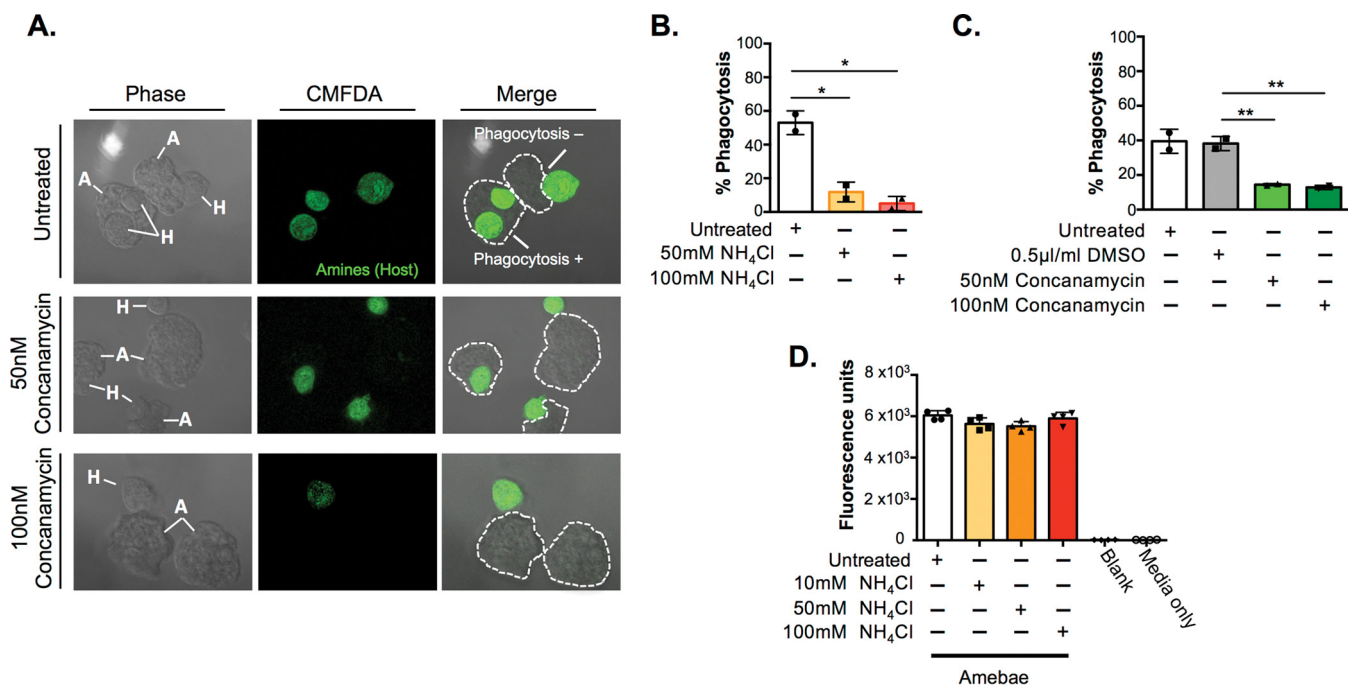 A.
Phase CMFDA Merge
Untreated
A
A
H
H
Amines (Host)
Phagocytosis –
Phagocytosis +
50nM
Concanamycin
H
A
H
A
100nM
Concanamycin
H
A
B.
% Phagocytosis
100
80
60
40
20
0
*
*
Untreated + – –
50mM NH₄Cl – + –
100mM NH₄Cl – – +
C.
% Phagocytosis
100
80
60
40
20
0
**
**
Untreated + – – –
0.5µl/ml DMSO – + – –
50nM Concanamycin – – + –
100nM Concanamycin – – – +
D.
Fluorescence units
8 x10³
6 x10³
4 x10³
2 x10³
0
Untreated + – – –
10mM NH₄Cl – + – –
50mM NH₄Cl – – + –
100mM NH₄Cl – – – +
Blank
Media only
Amebae